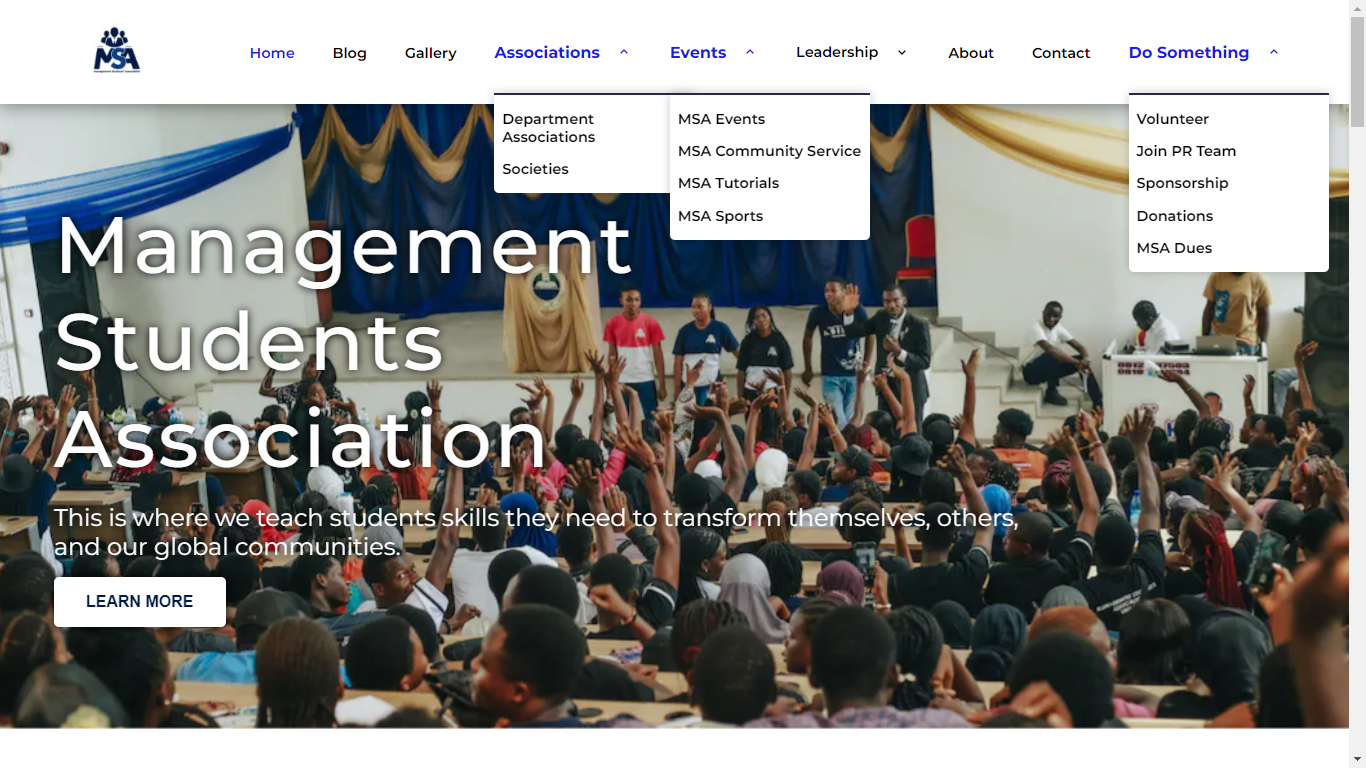 MSA
Home
Blog
Gallery
Associations
Events
Leadership
About
Contact
Do Something
Department
Associations
Societies
MSA Events
MSA Community Service
MSA Tutorials
MSA Sports
Volunteer
Join PR Team
Sponsorship
Donations
MSA Dues
Management
Students
Association
This is where we teach students skills they need to transform themselves, others,
and our global communities.
LEARN MORE